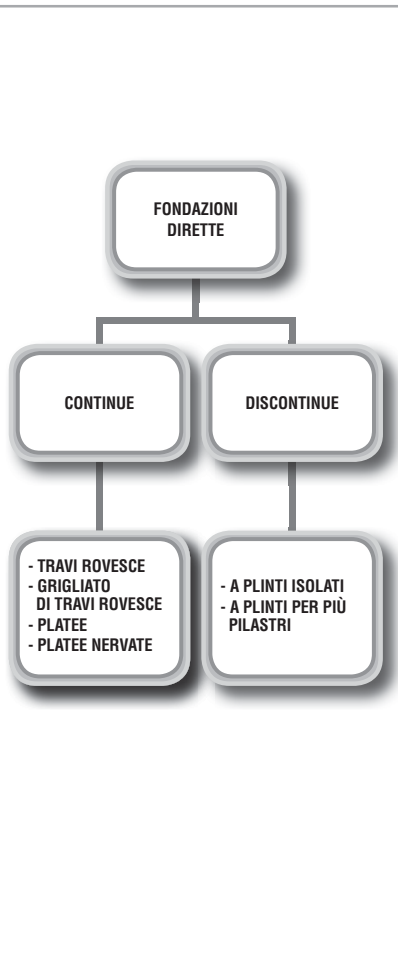 FONDAZIONI
DIRETTE
CONTINUE
DISCONTINUE
- TRAVI ROVESCE
- GRIGLIATO
DI TRAVI ROVESCE
- PLATEE
- PLATEE NERVATE
- A PLINTI ISOLATI
- A PLINTI PER PIÙ
PILASTRI